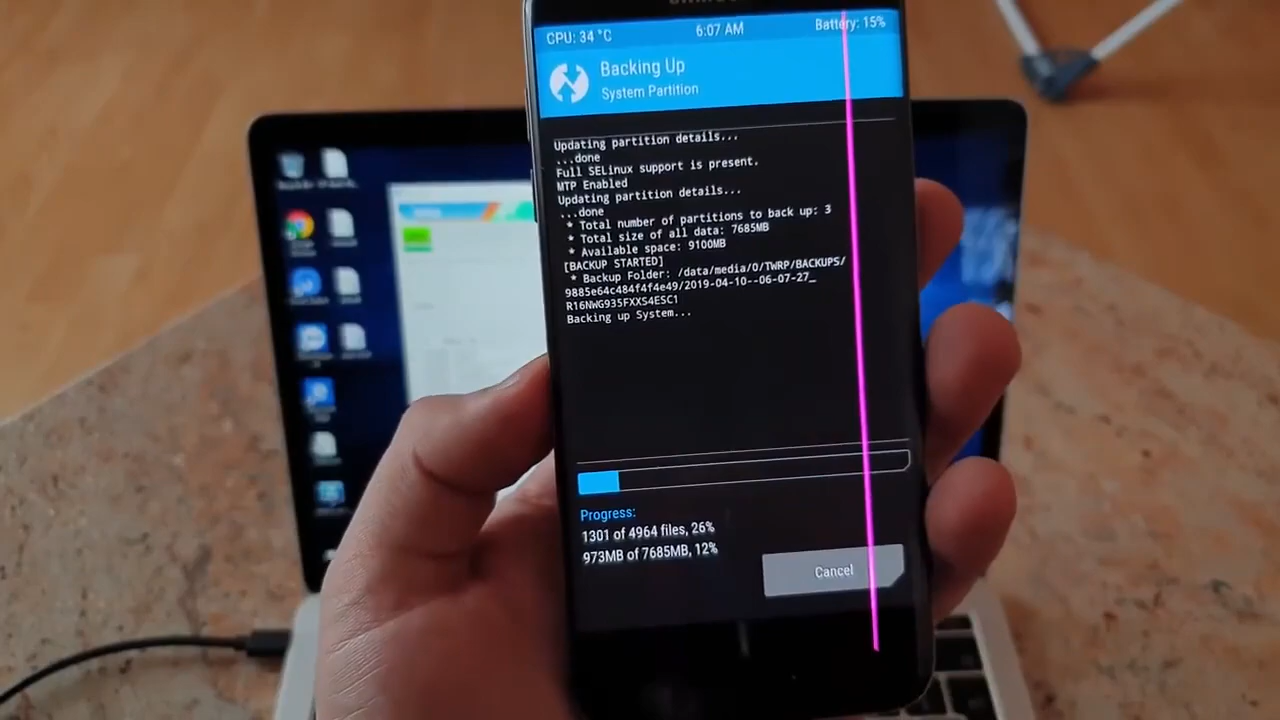 CPU: 34 °C 6:07 AM Battery: 15%
Backing Up
System Partition
Updating partition details...
...done
Full SELinux support is present.
MTP Enabled
Updating partition details...
...done
* Total number of partitions to back up: 3
* Total size of all data: 7685MB
* Available space: 9100MB
[BACKUP STARTED]
* Backup Folder: /data/media/0/TWRP/BACKUPS/
9885e64c484f4f4e49/2019-04-10--06-07-27_
R16NWG935FXXS4ESC1
Backing up System...
Progress:
1301 of 4964 files, 26%
973MB of 7685MB, 12%
Cancel